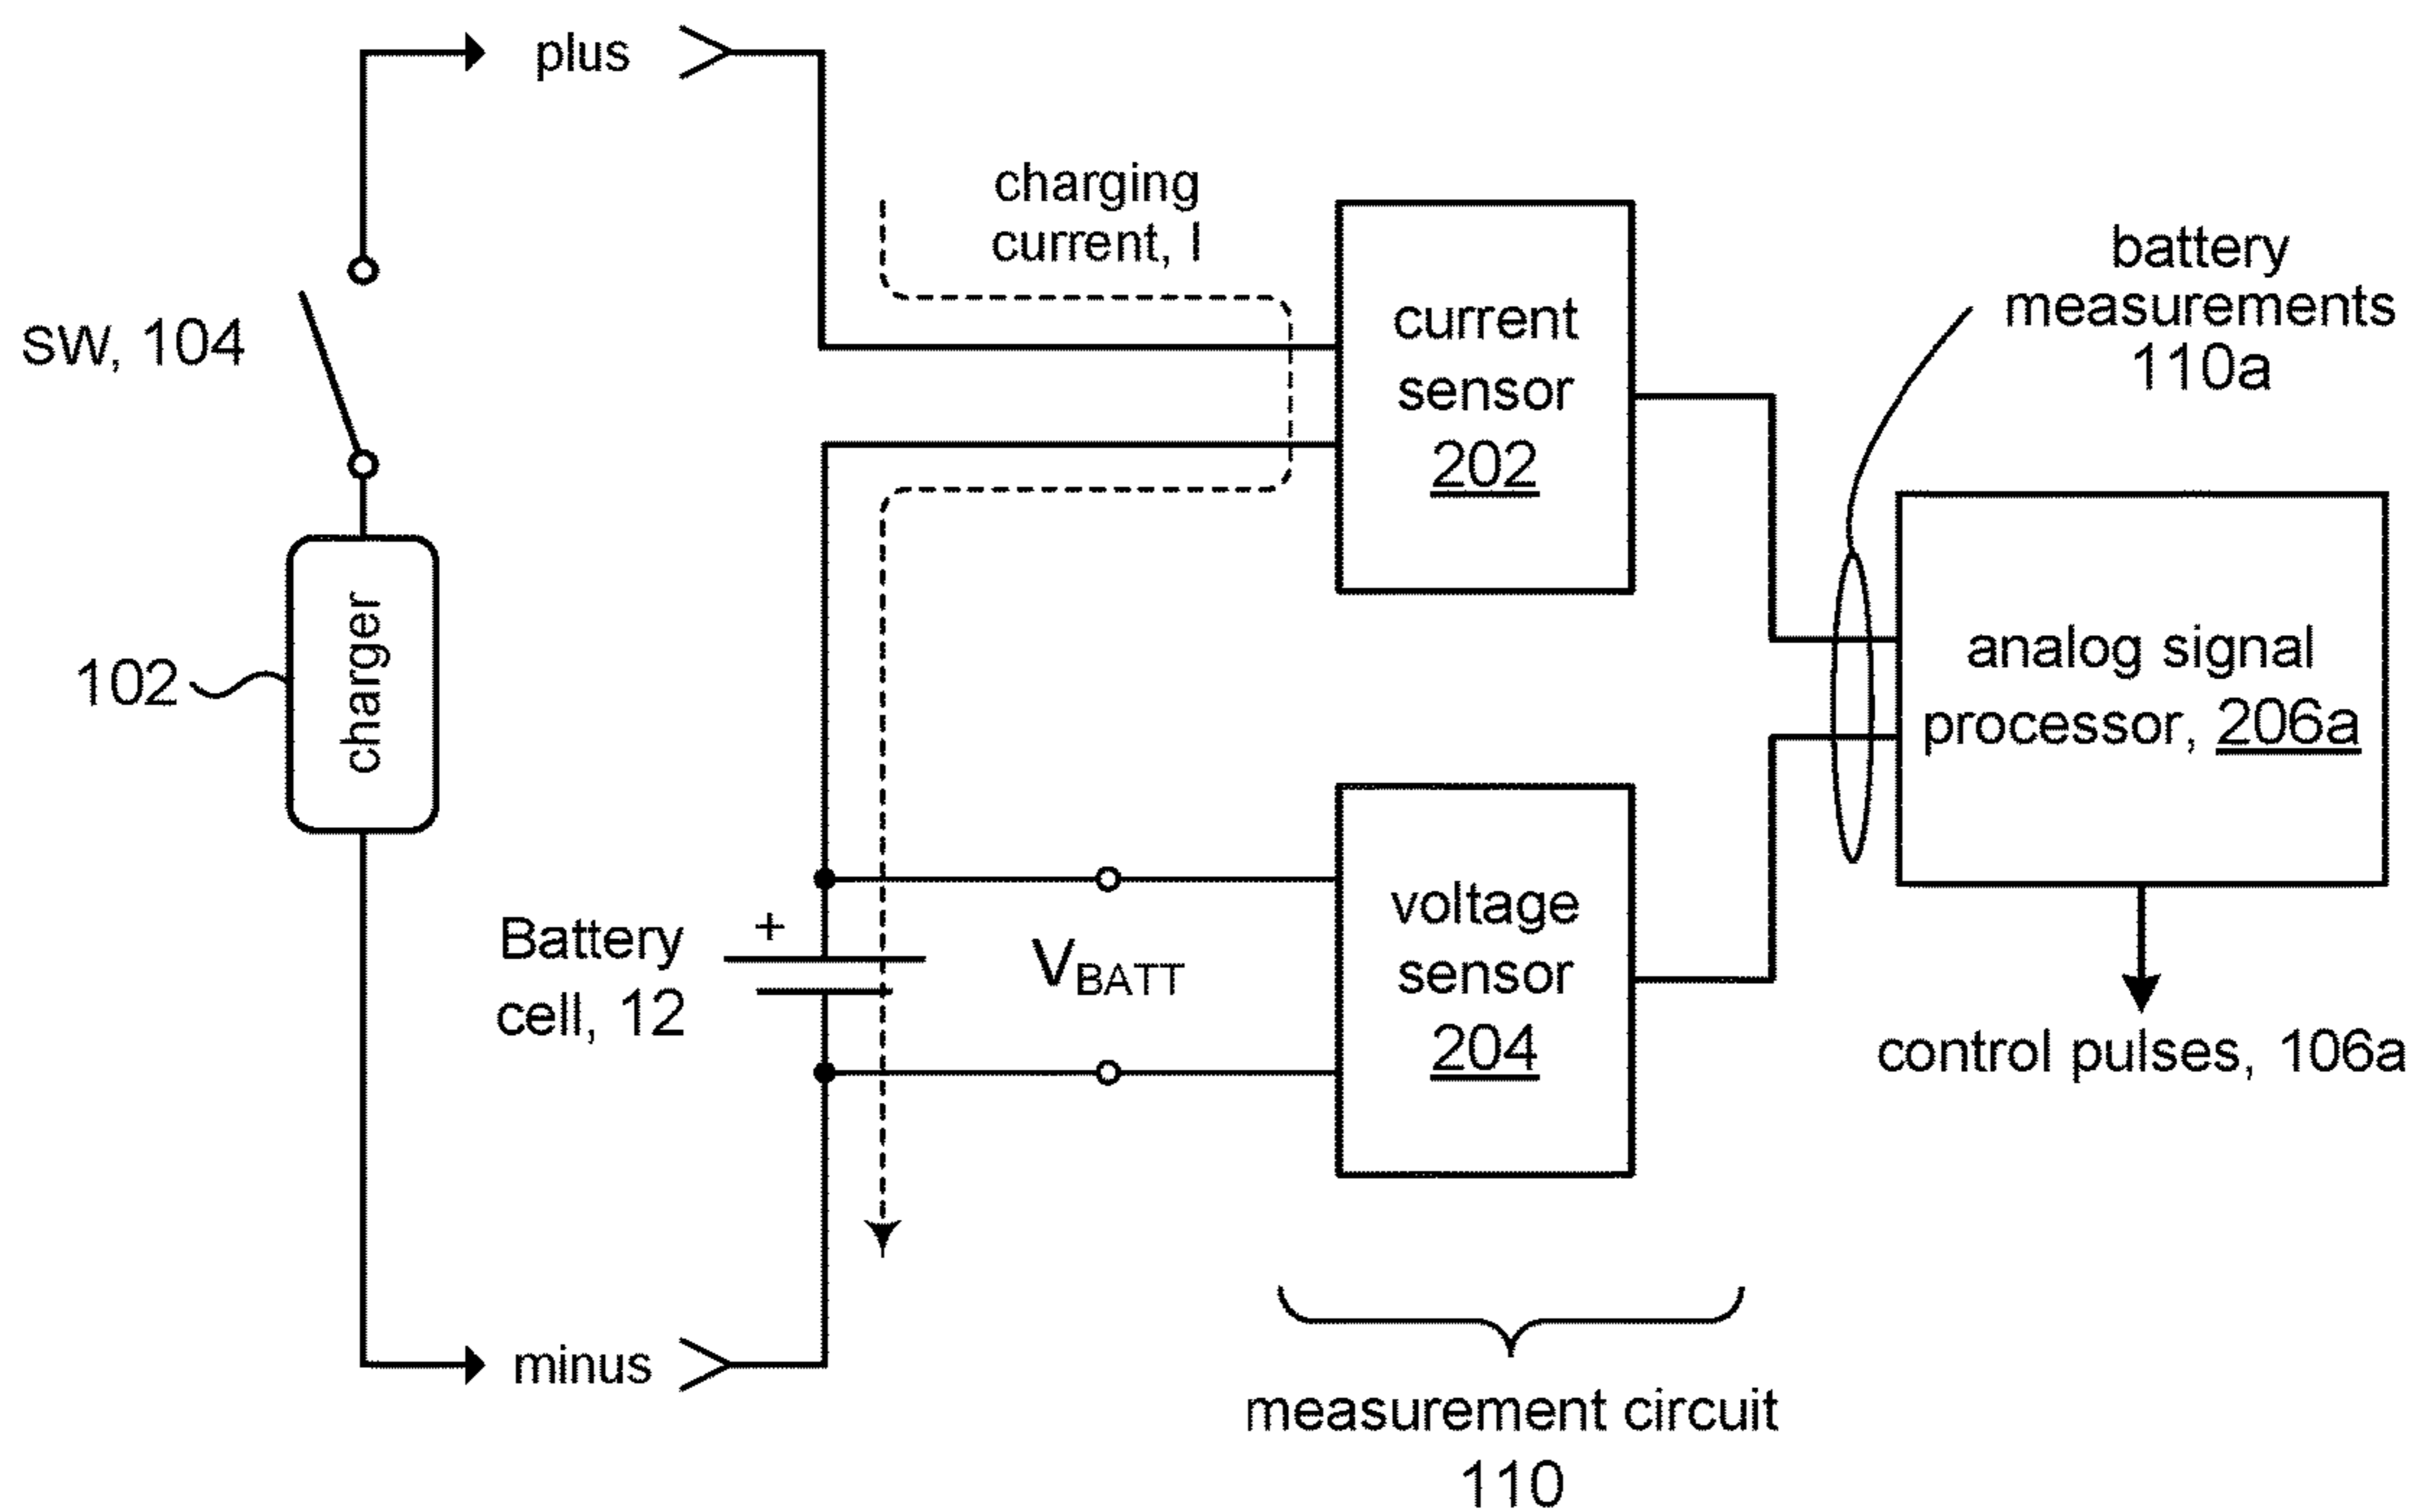 plus
charging
current, I
SW, 104
current
sensor
202
battery
measurements
110a
charger
102
analog signal
processor, 206a
+
Battery
cell, 12
VBATT
voltage
sensor
204
control pulses, 106a
minus
measurement circuit
110